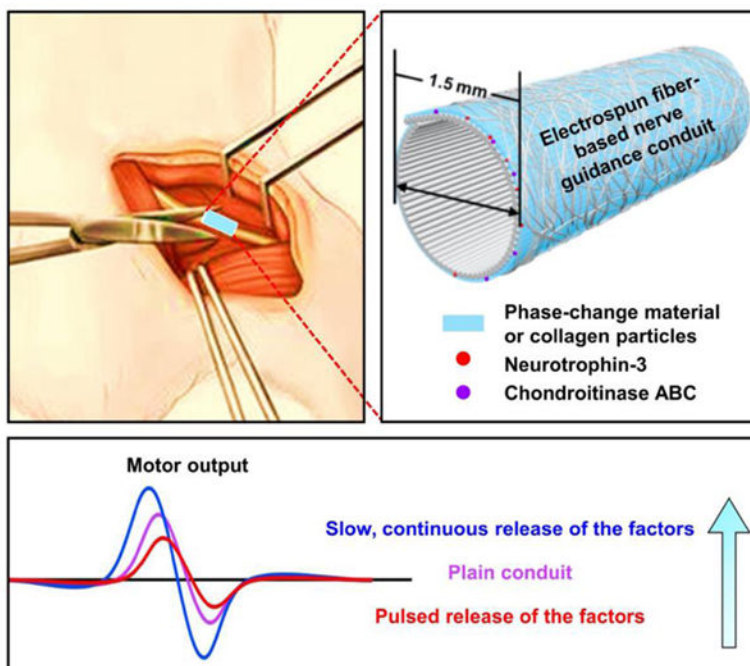 1.5 mm
Electrospun fiber-
based nerve
guidance conduit
Phase-change material
or collagen particles
Neurotrophin-3
Chondroitinase ABC
Motor output
Slow, continuous release of the factors
Plain conduit
Pulsed release of the factors